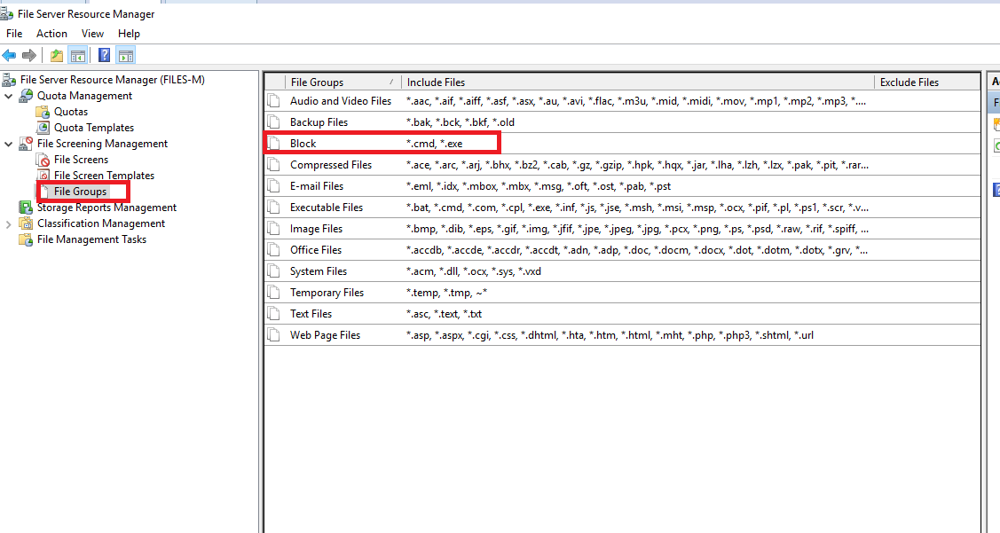 File Server Resource Manager
File Action View Help
File Server Resource Manager (FILES-M)
Quota Management
Quotas
Quota Templates
File Screening Management
File Screens
File Screen Templates
File Groups
Storage Reports Management
Classification Management
File Management Tasks
File Groups Include Files Exclude Files
Audio and Video Files *.aac, *.aif, *.aiff, *.asf, *.asx, *.au, *.avi, *.flac, *.m3u, *.mid, *.midi, *.mov, *.mp1, *.mp2, *.mp3, *....
Backup Files *.bak, *.bck, *.bkf, *.old
Block *.cmd, *.exe
Compressed Files *.ace, *.arc, *.arj, *.bhx, *.bz2, *.cab, *.gz, *.gzip, *.hpk, *.hqx, *.jar, *.lha, *.lzh, *.lzx, *.pak, *.pit, *.rar...
E-mail Files *.eml, *.idx, *.mbox, *.mbx, *.msg, *.oft, *.ost, *.pab, *.pst
Executable Files *.bat, *.cmd, *.com, *.cpl, *.exe, *.inf, *.js, *.jse, *.msh, *.msi, *.msp, *.ocx, *.pif, *.pl, *.ps1, *.scr, *.v...
Image Files *.bmp, *.dib, *.eps, *.gif, *.img, *.jfif, *.jpe, *.jpeg, *.jpg, *.pcx, *.png, *.ps, *.psd, *.raw, *.rif, *.spiff, ...
Office Files *.accdb, *.accde, *.accdr, *.accdt, *.adn, *.adp, *.doc, *.docm, *.docx, *.dot, *.dotm, *.dotx, *.grv, *...
System Files *.acm, *.dll, *.ocx, *.sys, *.vxd
Temporary Files *.temp, *.tmp, ~*
Text Files *.asc, *.text, *.txt
Web Page Files *.asp, *.aspx, *.cgi, *.css, *.dhtml, *.hta, *.htm, *.html, *.mht, *.php, *.php3, *.shtml, *.url